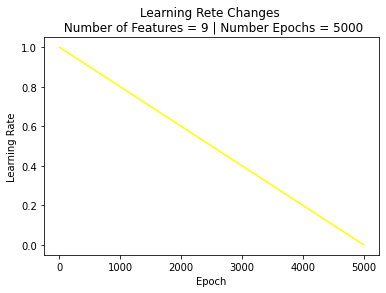 Learning Rete Changes
Number of Features = 9 | Number Epochs = 5000
1.0
0.8
0.6
0.4
0.2
0.0
Learning Rate
0 1000 2000 3000 4000 5000
Epoch